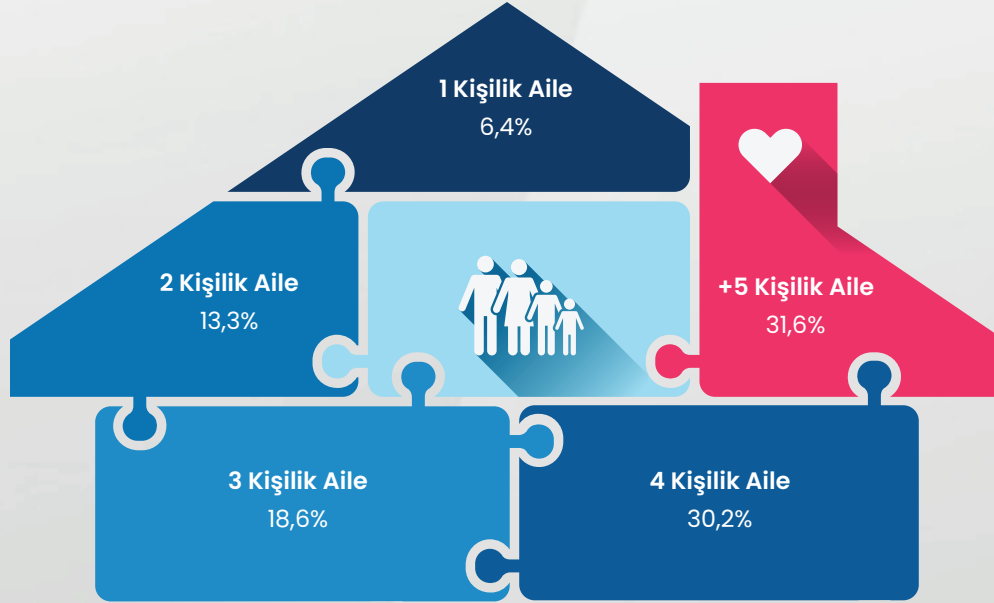 1 Kişilik Aile
6,4%
2 Kişilik Aile
13,3%
+5 Kişilik Aile
31,6%
3 Kişilik Aile
18,6%
4 Kişilik Aile
30,2%